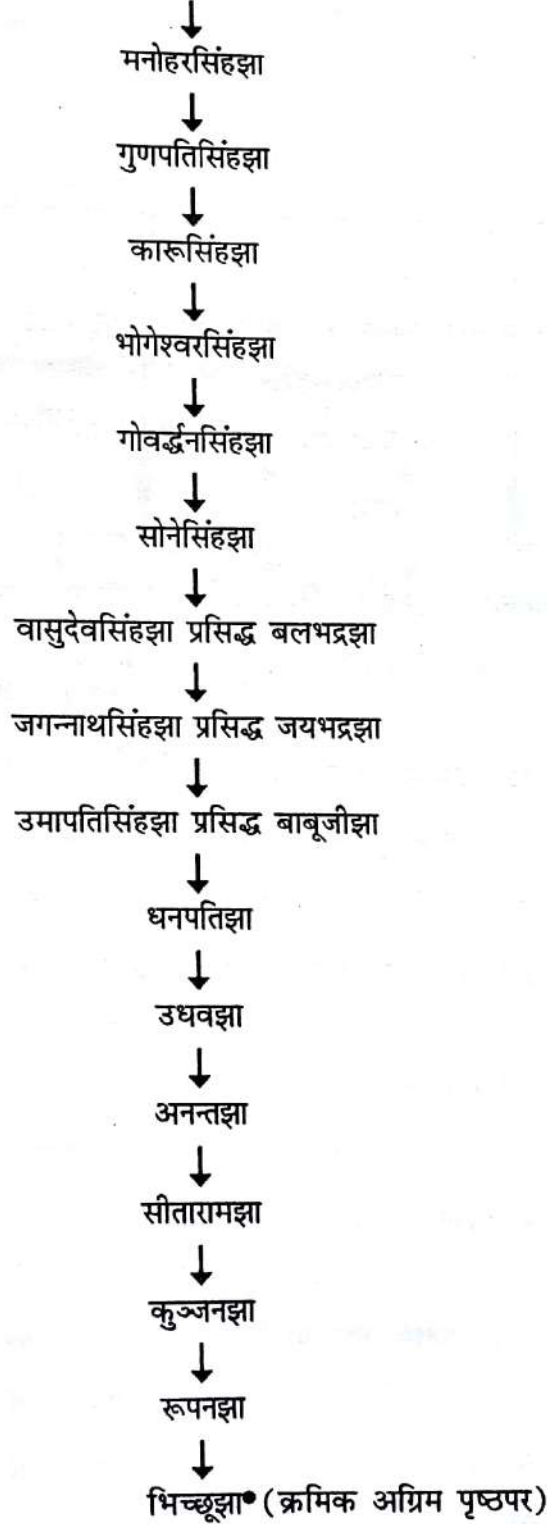 मनोहरसिंहझा
गुणपतिसिंहझा
कारूसिंहझा
भोगेश्वरसिंहझा
गोवर्द्धनसिंहझा
सोनेसिंहझा
वासुदेवसिंहझा प्रसिद्ध बलभद्रझा
जगन्नाथसिंहझा प्रसिद्ध जयभद्रझा
उमापतिसिंहझा प्रसिद्ध बाबूजीझा
धनपतिझा
उधवझा
अनन्तझा
सीतारामझा
कुञ्जनझा
रूपनझा
भिच्छूझा• (क्रमिक अग्रिम पृष्ठपर)